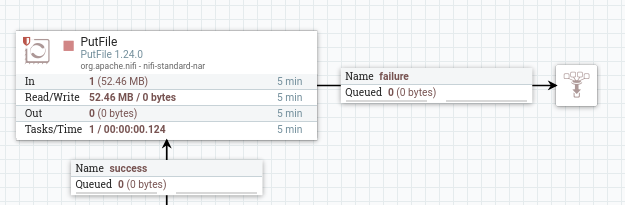 PutFile
PutFile 1.24.0
org.apache.nifi - nifi-standard-nar
In 1 (52.46 MB) 5 min
Read/Write 52.46 MB / 0 bytes 5 min
Out 0 (0 bytes) 5 min
Tasks/Time 1 / 00:00:00.124 5 min
Name failure
Queued 0 (0 bytes)
Name success
Queued 0 (0 bytes)